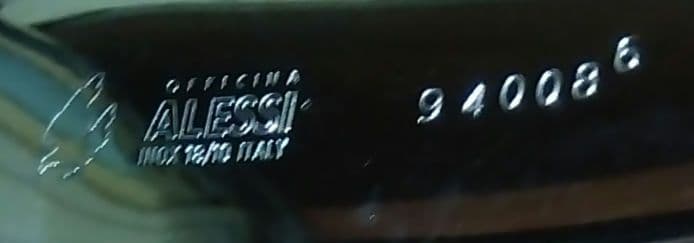 OFFICINA
ALESSI
INOX 18/10 ITALY
940086